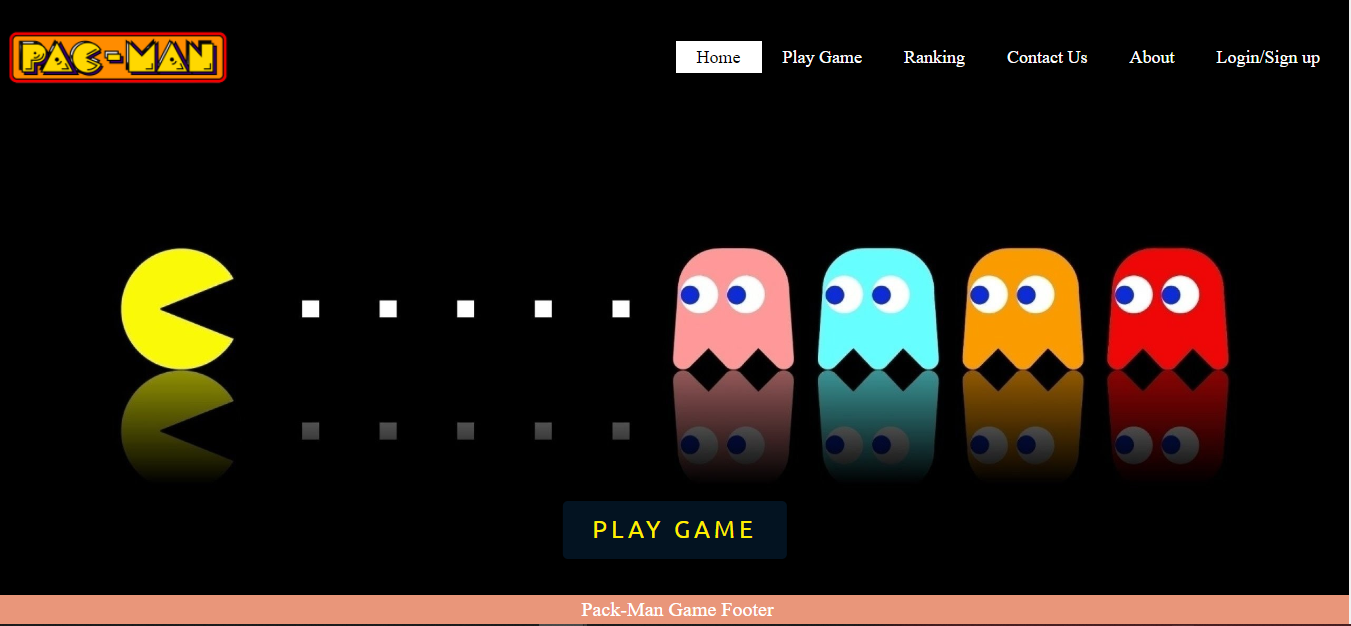 PAC-MAN
Home Play Game Ranking Contact Us About Login/Sign up
PLAY GAME
Pack-Man Game Footer